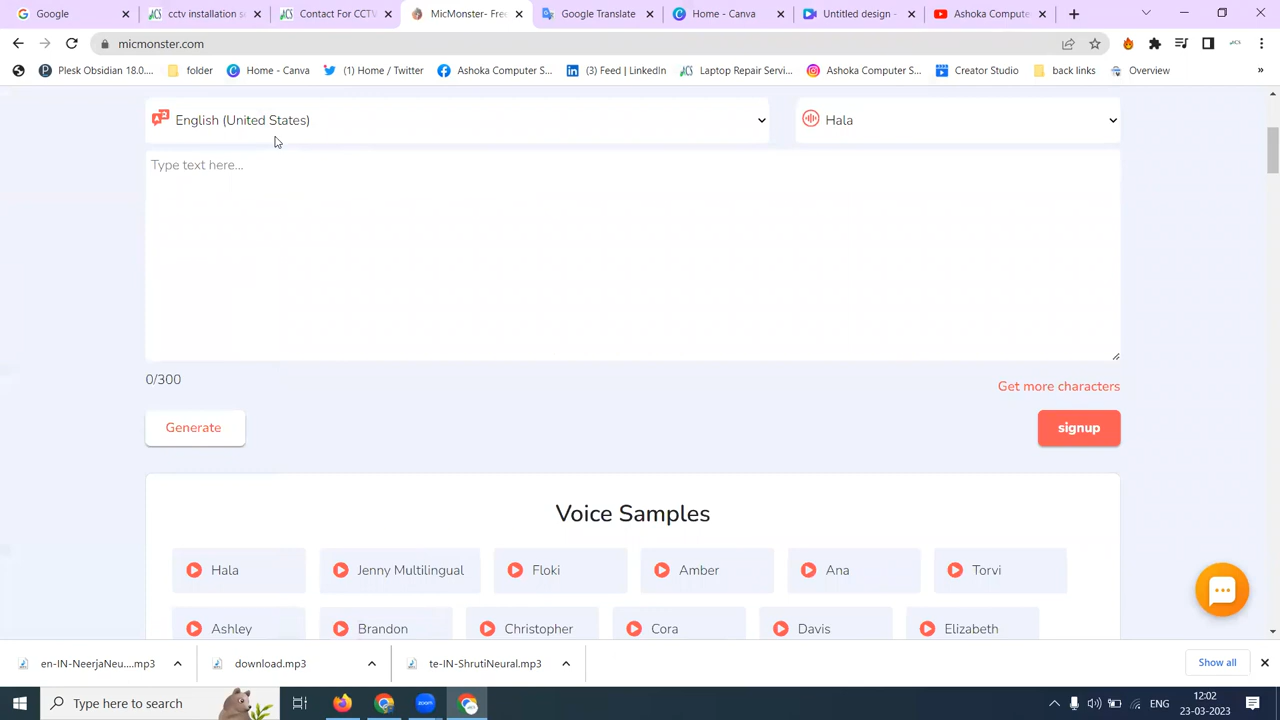 Google
cctv installation s
Contact For CCTV
MicMonster- Free
Google Translate
Home - Canva
Untitled design -
Ashoka Compute
micmonster.com
Plesk Obsidian 18.0....
folder
Home - Canva
(1) Home / Twitter
Ashoka Computer S...
(3) Feed | LinkedIn
Laptop Repair Servi...
Ashoka Computer S...
Creator Studio
back links
Overview
»
English (United States)
Hala
Type text here...
0/300
Get more characters
Generate
signup
Voice Samples
Hala
Jenny Multilingual
Floki
Amber
Ana
Torvi
Ashley
Brandon
Christopher
Cora
Davis
Elizabeth
en-IN-NeerjaNeu....mp3
download.mp3
te-IN-ShrutiNeural.mp3
Show all
Type here to search
zoom
ENG
12:02
23-03-2023